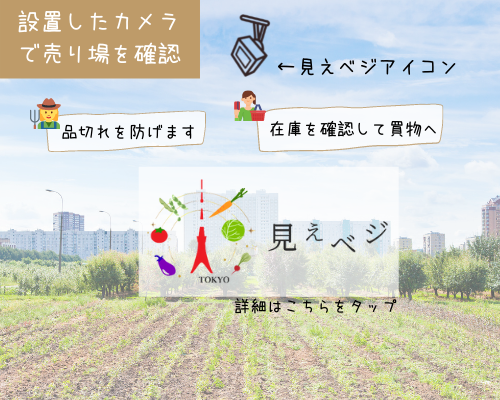 設置したカメラ
で売り場を確認
←見えベジアイコン
品切れを防げます
在庫を確認して買物へ
見えベジ
TOKYO
詳細はこちらをタップ